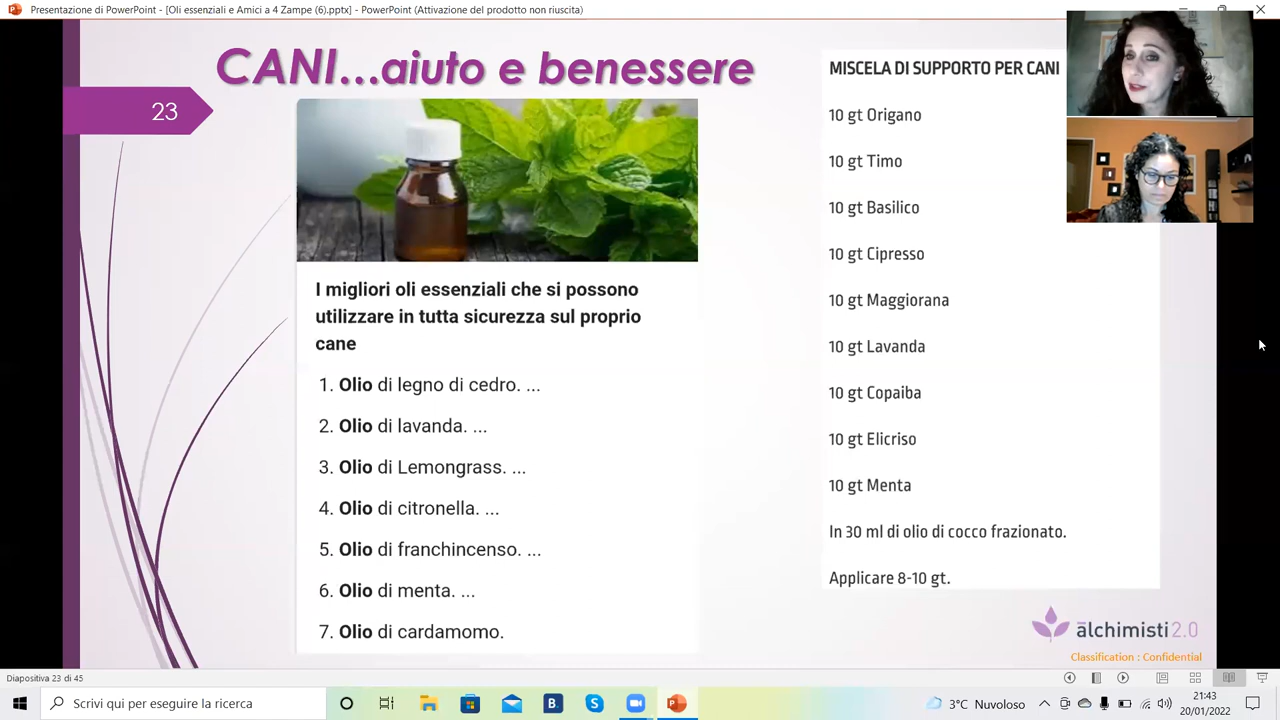 Presentazione di PowerPoint - [Oli essenziali e Amici a 4 Zampe (6).pptx] - PowerPoint (Attivazione del prodotto non riuscita)
CANI...aiuto e benessere
23
I migliori oli essenziali che si possono
utilizzare in tutta sicurezza sul proprio
cane
1. Olio di legno di cedro. ...
2. Olio di lavanda. ...
3. Olio di Lemongrass. ...
4. Olio di citronella. ...
5. Olio di franchincenso. ...
6. Olio di menta. ...
7. Olio di cardamomo.
MISCELA DI SUPPORTO PER CANI
10 gt Origano
10 gt Timo
10 gt Basilico
10 gt Cipresso
10 gt Maggiorana
10 gt Lavanda
10 gt Copaiba
10 gt Elicriso
10 gt Menta
In 30 ml di olio di cocco frazionato.
Applicare 8-10 gt.
ālchimisti2.0
Classification : Confidential
Diapositiva 23 di 45
Scrivi qui per eseguire la ricerca
B.
3°C Nuvoloso
21:43
20/01/2022